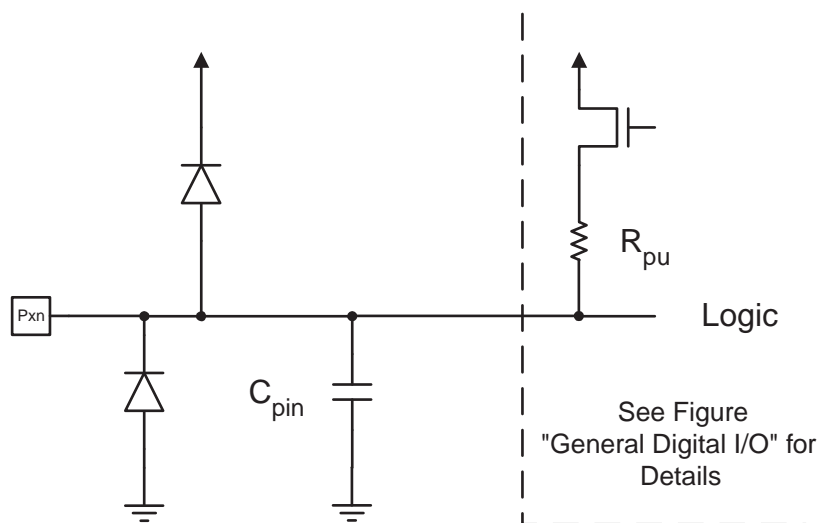 R_pu
Pxn
Logic
C_pin
See Figure
"General Digital I/O" for
Details